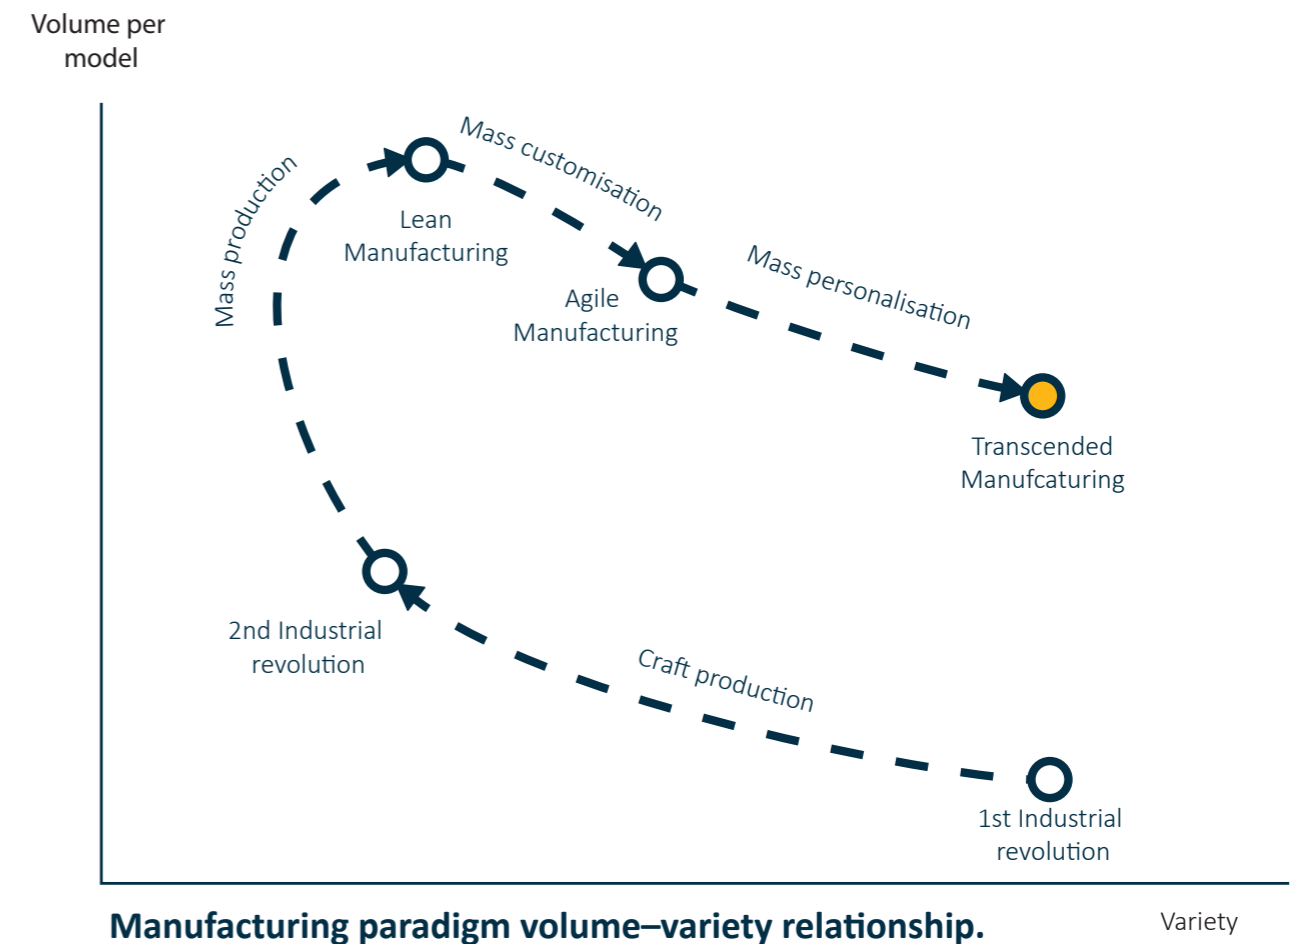 Volume per
model
Mass production
Mass customisation
Lean
Manufacturing
Mass personalisation
Agile
Manufacturing
Transcended
Manufcaturing
2nd Industrial
revolution
Craft production
1st Industrial
revolution
Manufacturing paradigm volume–variety relationship.
Variety